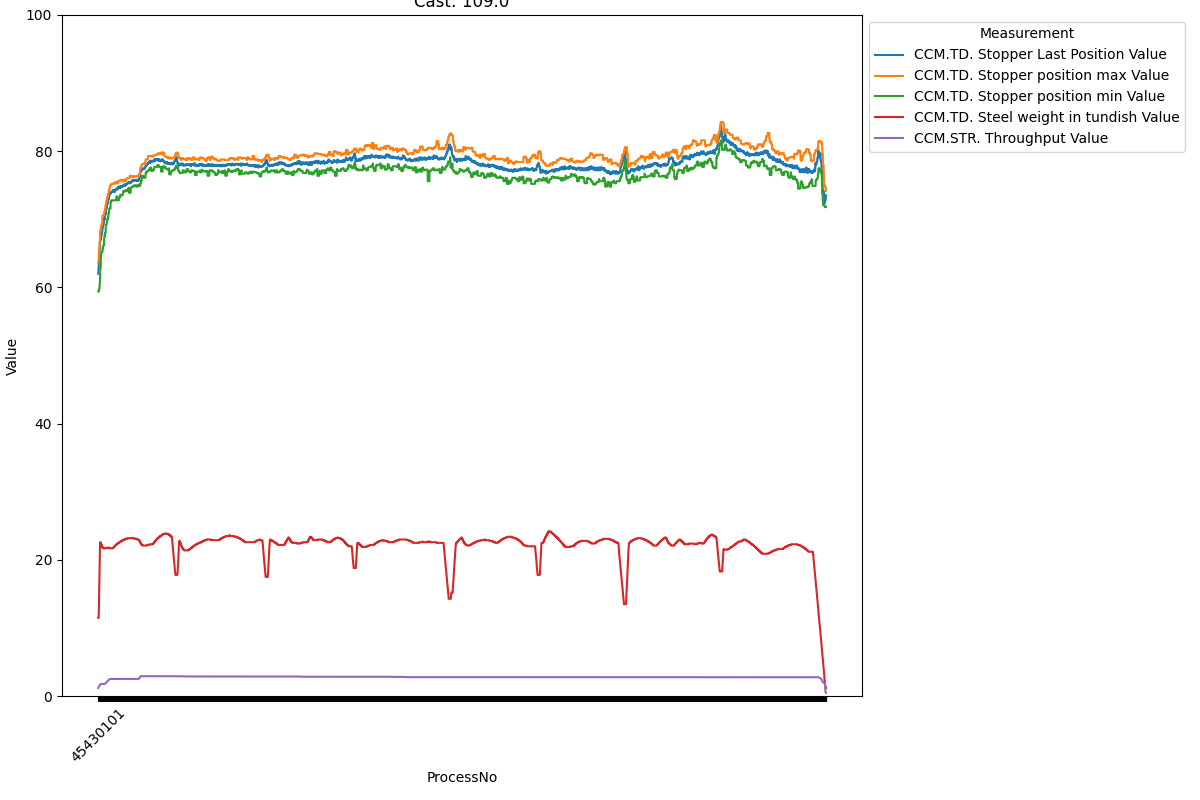 Cast: 109.0
100
80
60
40
20
0
Value
45430101
ProcessNo
Measurement
CCM.TD. Stopper Last Position Value
CCM.TD. Stopper position max Value
CCM.TD. Stopper position min Value
CCM.TD. Steel weight in tundish Value
CCM.STR. Throughput Value